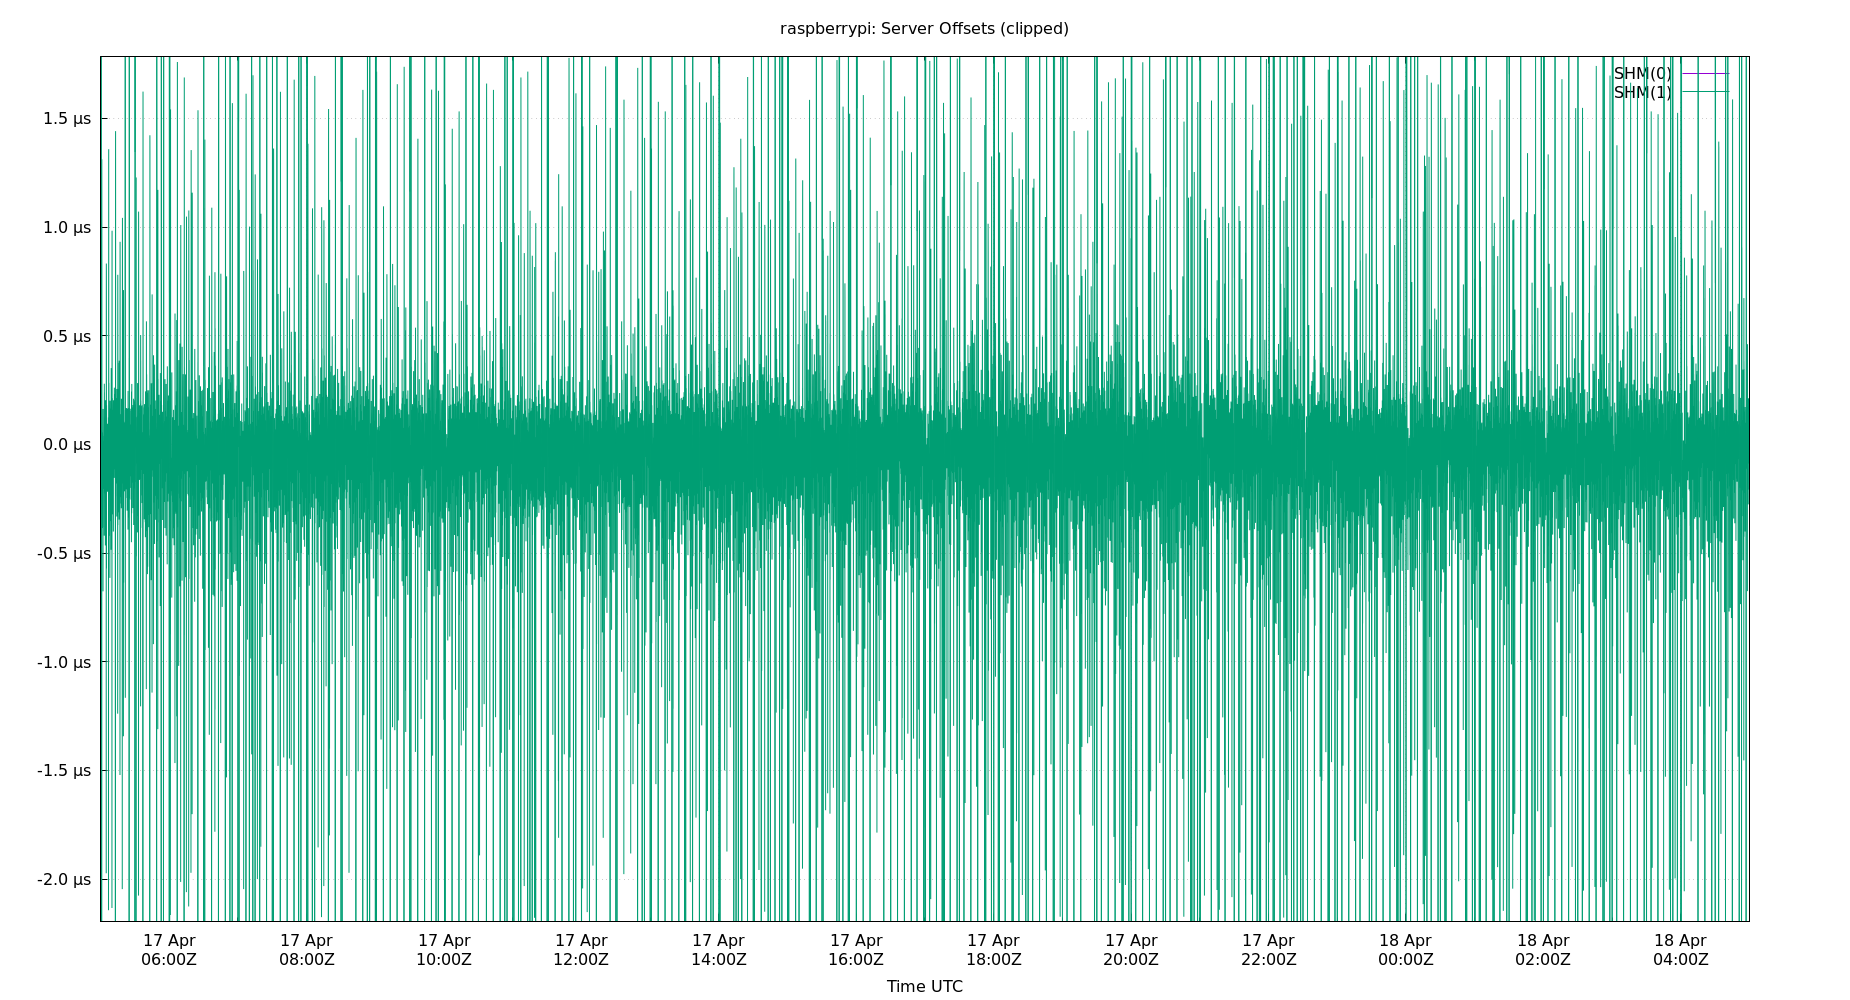 raspberrypi: Server Offsets (clipped)
SHM(0)
SHM(1)
1.5 µs
1.0 µs
0.5 µs
0.0 µs
-0.5 µs
-1.0 µs
-1.5 µs
-2.0 µs
17 Apr 17 Apr 17 Apr 17 Apr 17 Apr 17 Apr 17 Apr 17 Apr 17 Apr 18 Apr 18 Apr 18 Apr
06:00Z 08:00Z 10:00Z 12:00Z 14:00Z 16:00Z 18:00Z 20:00Z 22:00Z 00:00Z 02:00Z 04:00Z
Time UTC